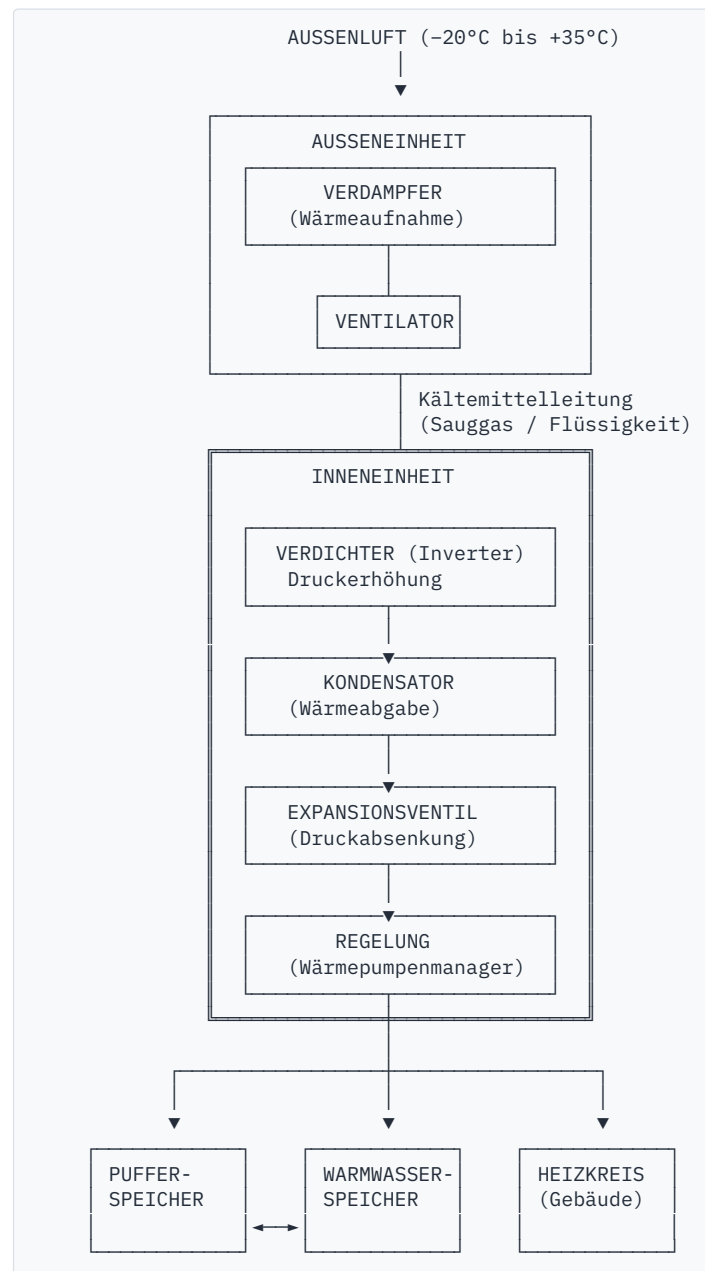 AUSSENLUFT (−20°C bis +35°C)
AUSSENEINHEIT
VERDAMPFER
(Wärmeaufnahme)
VENTILATOR
Kältemittelleitung
(Sauggas / Flüssigkeit)
INNENEINHEIT
VERDICHTER (Inverter)
Druckerhöhung
KONDENSATOR
(Wärmeabgabe)
EXPANSIONSVENTIL
(Druckabsenkung)
REGELUNG
(Wärmepumpenmanager)
PUFFER-
SPEICHER
WARMWASSER-
SPEICHER
HEIZKREIS
(Gebäude)